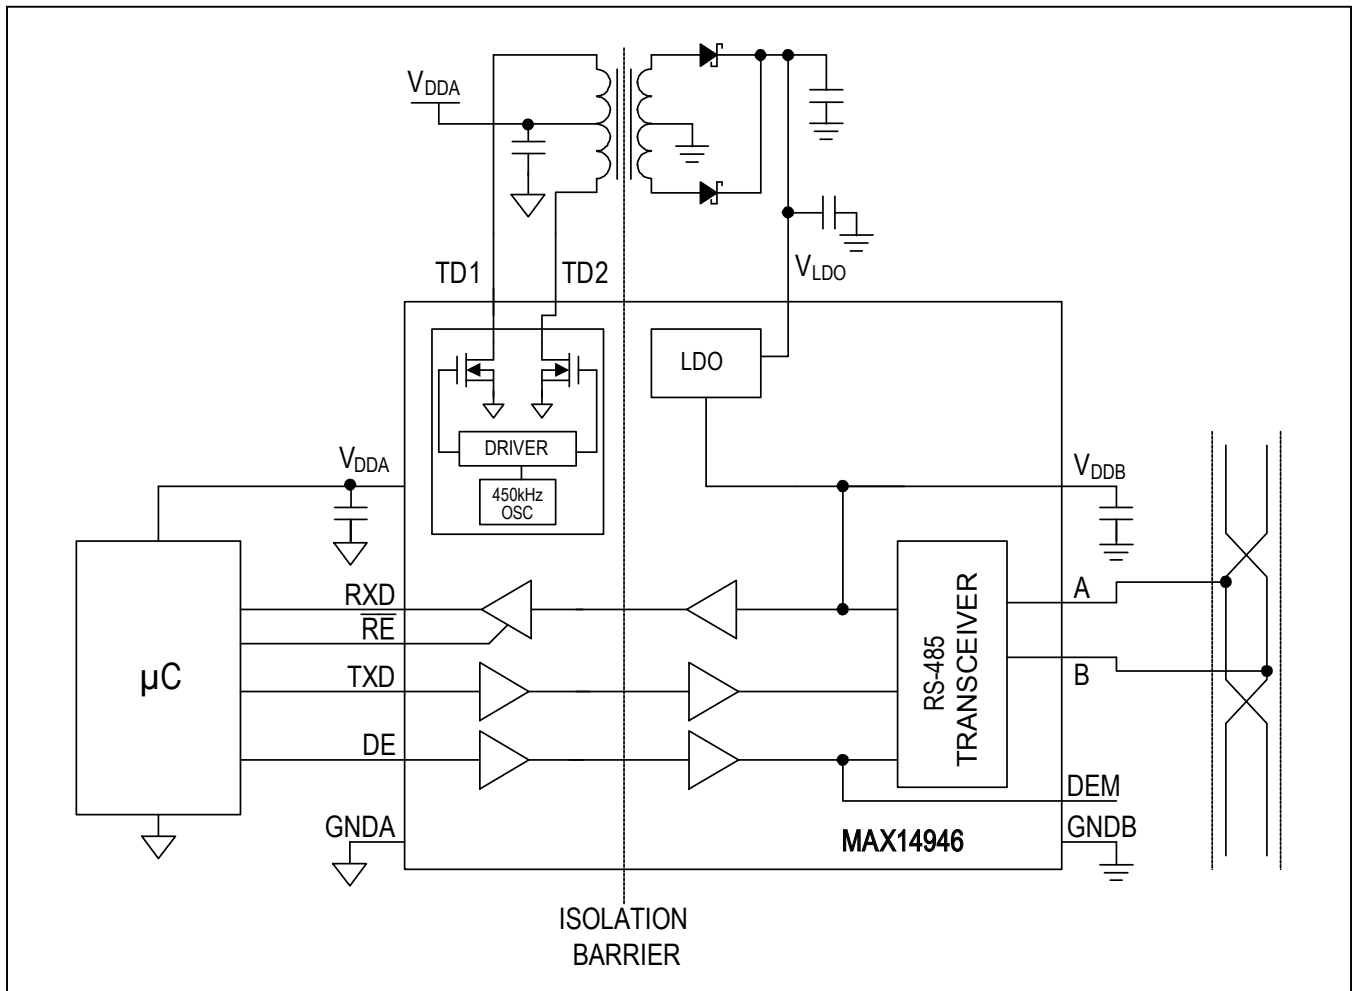 VDDA
TD1
TD2
VLDO
LDO
DRIVER
450kHz
OSC
VDDA
VDDB
RXD
RE
TXD
DE
µC
A
B
RS-485
TRANSCEIVER
DEM
GNDA
MAX14946
GNDB
ISOLATION
BARRIER